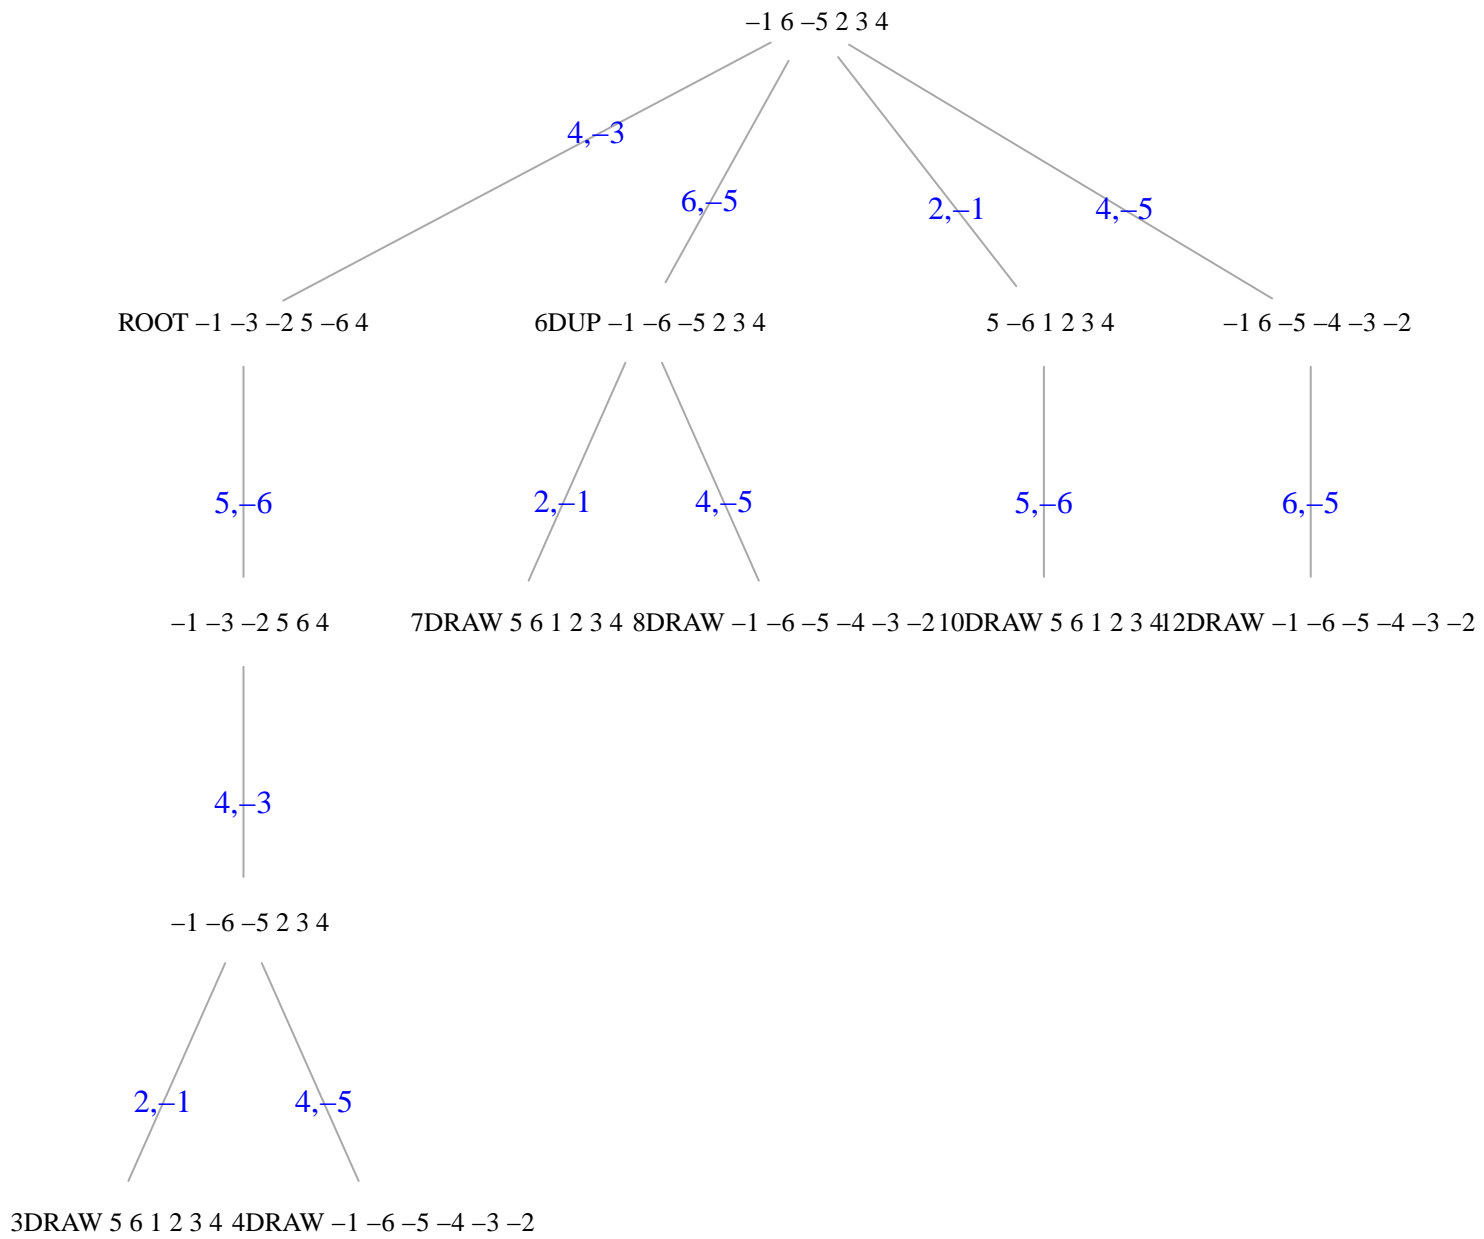 –1 6 –5 2 3 4
4,–3
6,–5
2,–1
4,–5
ROOT –1 –3 –2 5 –6 4
6DUP –1 –6 –5 2 3 4
5 –6 1 2 3 4
–1 6 –5 –4 –3 –2
5,–6
2,–1
4,–5
5,–6
6,–5
–1 –3 –2 5 6 4
7DRAW 5 6 1 2 3 4
8DRAW –1 –6 –5 –4 –3 –2
10DRAW 5 6 1 2 3 4
12DRAW –1 –6 –5 –4 –3 –2
4,–3
–1 –6 –5 2 3 4
2,–1
4,–5
3DRAW 5 6 1 2 3 4
4DRAW –1 –6 –5 –4 –3 –2